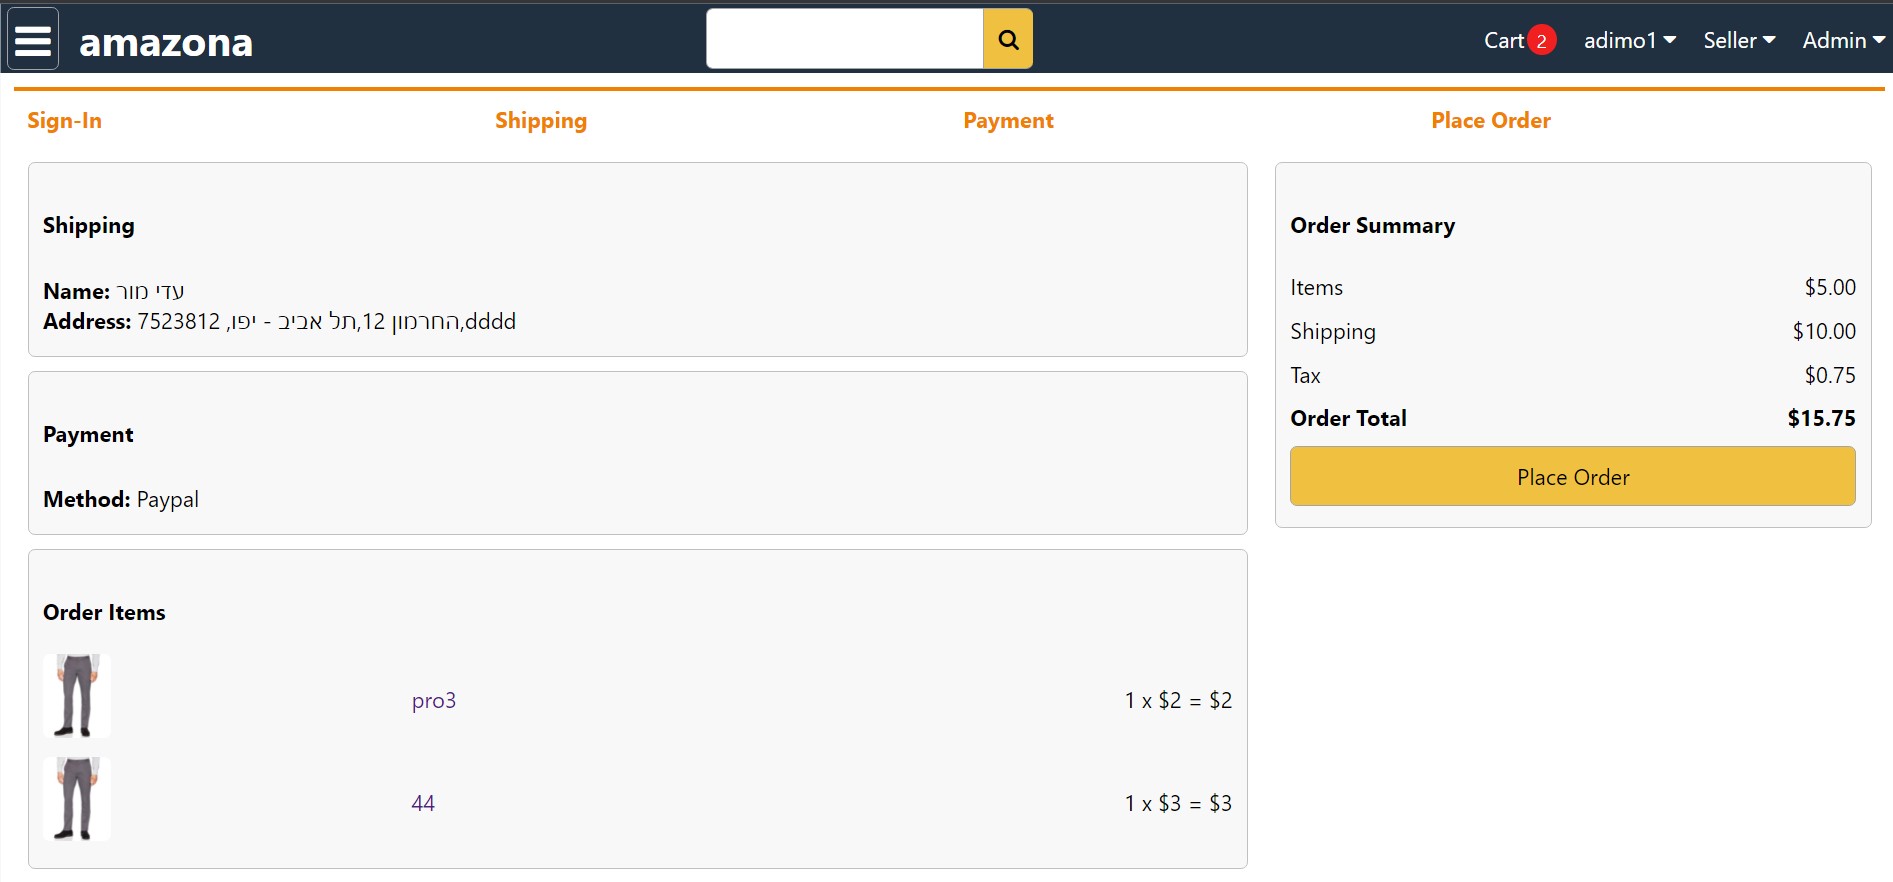 amazona
Cart 2 adimo1 Seller Admin
Sign-In Shipping Payment Place Order
Shipping
Name: עדי מור
Address: החרמון 12,תל אביב - יפו, 7523812,dddd
Payment
Method: Paypal
Order Items
pro3 1 x $2 = $2
44 1 x $3 = $3
Order Summary
Items $5.00
Shipping $10.00
Tax $0.75
Order Total $15.75
Place Order